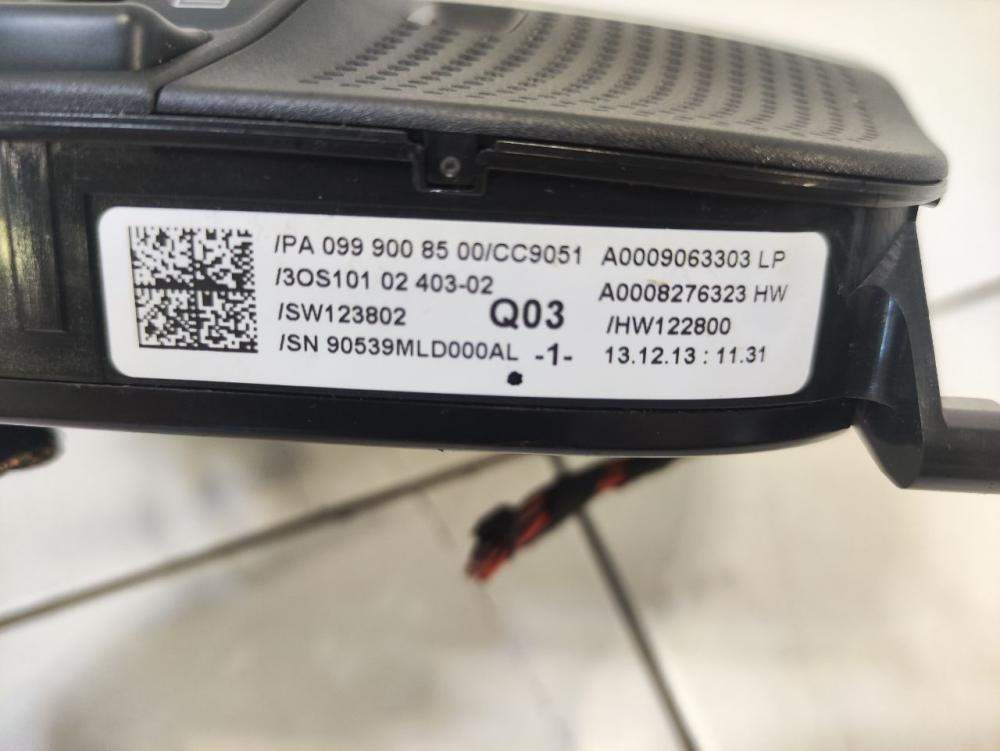 /PA 099 900 85 00/CC9051 A0009063303 LP
/3OS101 02 403-02 A0008276323 HW
/SW123802 Q03 /HW122800
/SN 90539MLD000AL -1- 13.12.13 : 11.31